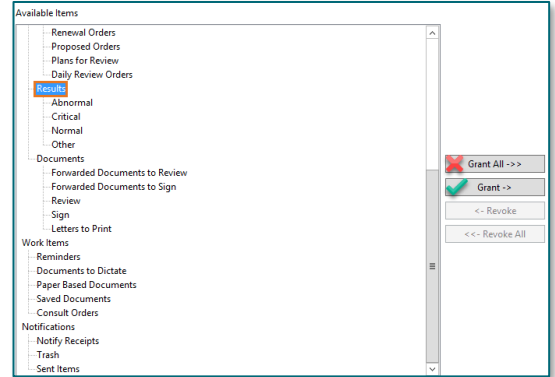 Available Items
Renewal Orders
Proposed Orders
Plans for Review
Daily Review Orders
Results
Abnormal
Critical
Normal
Other
Documents
Forwarded Documents to Review
Forwarded Documents to Sign
Review
Sign
Letters to Print
Work Items
Reminders
Documents to Dictate
Paper Based Documents
Saved Documents
Consult Orders
Notifications
Notify Receipts
Trash
Sent Items
Grant All ->>
Grant ->
<- Revoke
<<- Revoke All